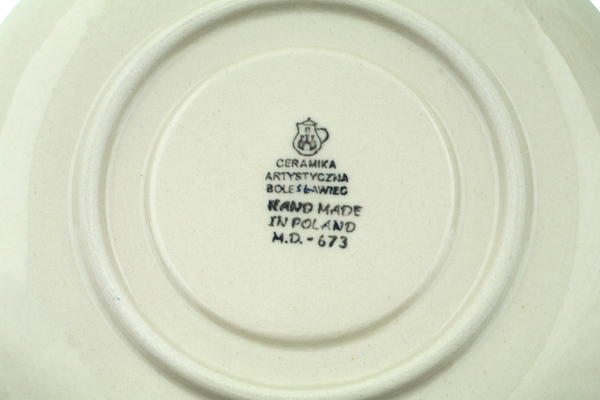 CERAMIKA
ARTYSTYCZNA
BOLESŁAWIEC
HAND MADE
IN POLAND
M.D. - 673